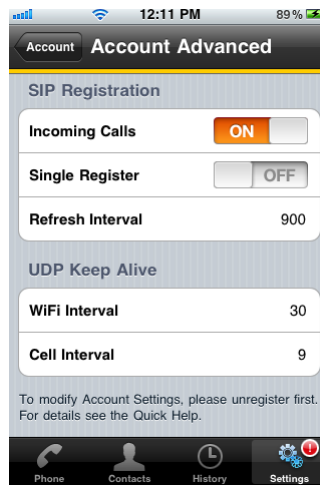 12:11 PM 89%
Account Account Advanced
SIP Registration
Incoming Calls ON
Single Register OFF
Refresh Interval 900
UDP Keep Alive
WiFi Interval 30
Cell Interval 9
To modify Account Settings, please unregister first.
For details see the Quick Help.
Phone Contacts History Settings